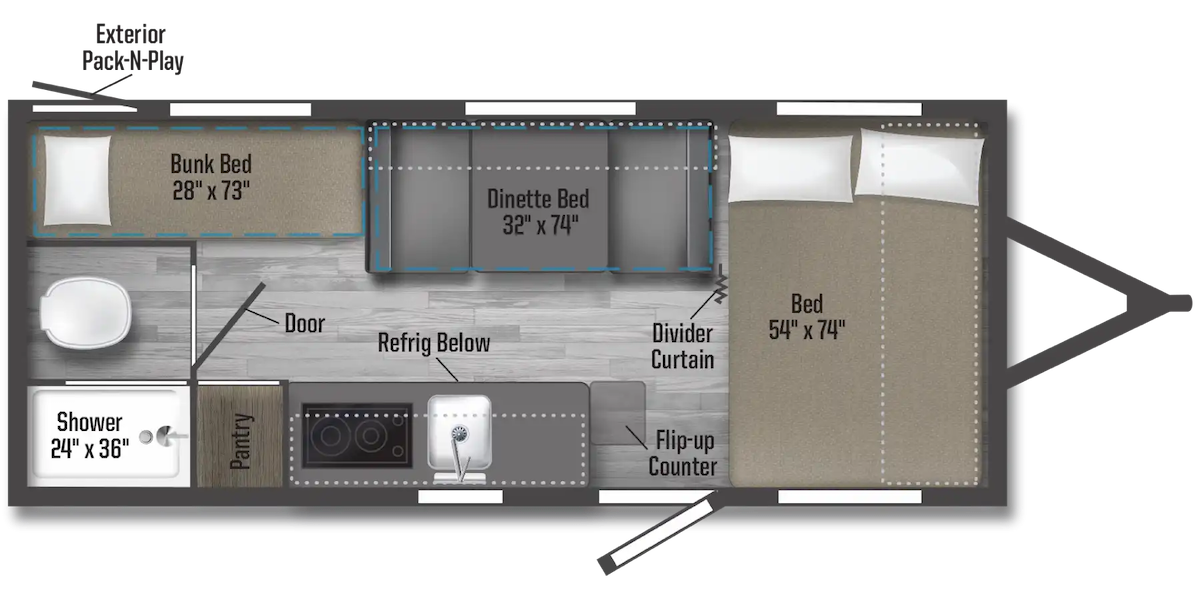 Exterior
Pack-N-Play
Bunk Bed
28" x 73"
Dinette Bed
32" x 74"
Bed
54" x 74"
Door
Divider
Curtain
Refrig Below
Shower
24" x 36"
Pantry
Flip-up
Counter